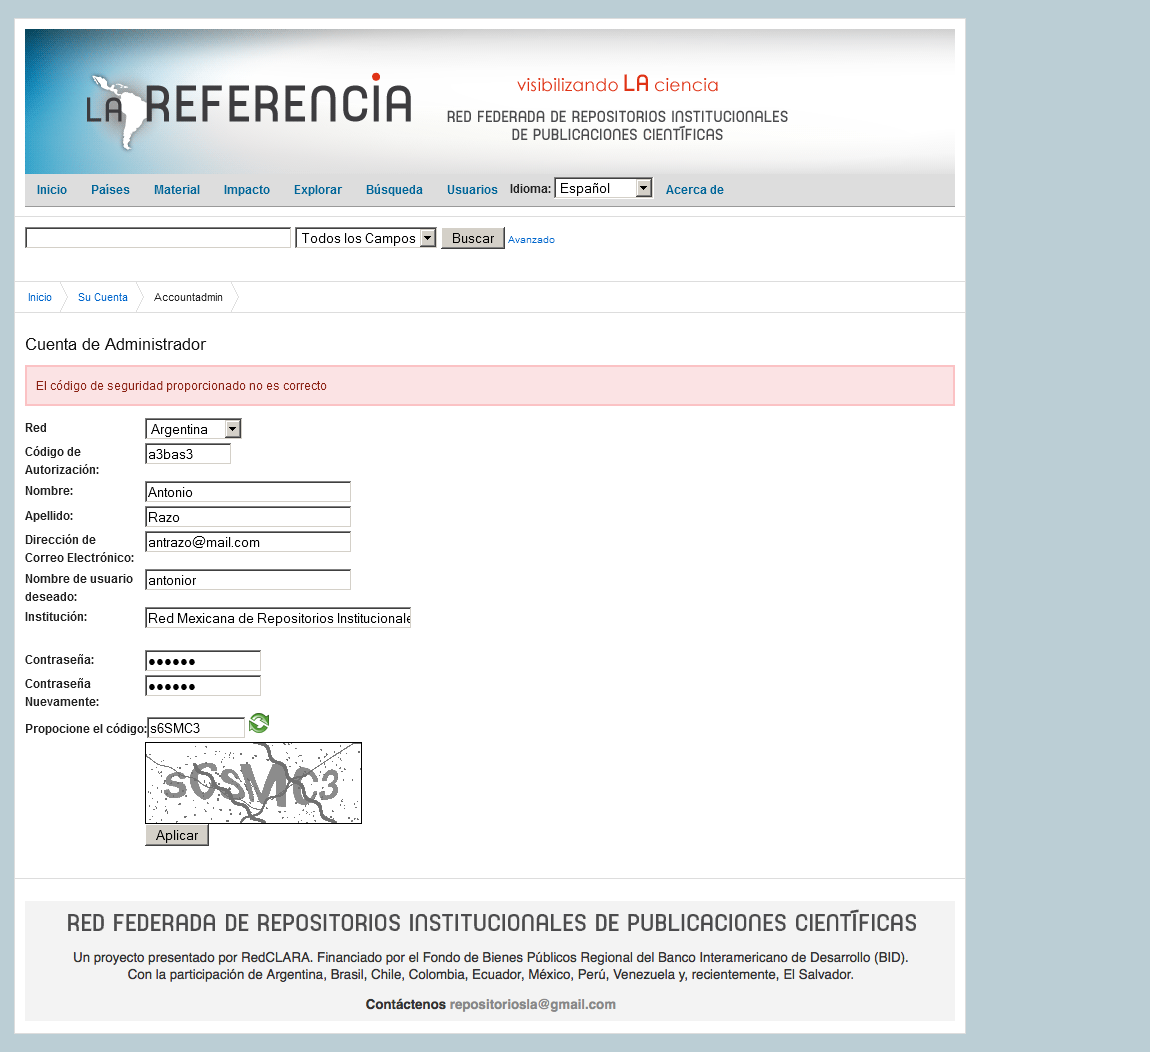 LA REFERENCIA
visibilizando LA ciencia
RED FEDERADA DE REPOSITORIOS INSTITUCIONALES
DE PUBLICACIONES CIENTÍFICAS
Inicio Países Material Impacto Explorar Búsqueda Usuarios Idioma: Español Acerca de
Todos los Campos Buscar Avanzado
Inicio Su Cuenta Accountadmin
Cuenta de Administrador
El código de seguridad proporcionado no es correcto
Red Argentina
Código de
Autorización: a3bas3
Nombre: Antonio
Apellido: Razo
Dirección de
Correo Electrónico: antrazo@mail.com
Nombre de usuario
deseado: antonior
Institución: Red Mexicana de Repositorios Institucionale
Contraseña: ●●●●●●
Contraseña
Nuevamente: ●●●●●●
Propocione el código: s6SMC3
s6SMC3
Aplicar
RED FEDERADA DE REPOSITORIOS INSTITUCIONALES DE PUBLICACIONES CIENTÍFICAS
Un proyecto presentado por RedCLARA. Financiado por el Fondo de Bienes Públicos Regional del Banco Interamericano de Desarrollo (BID).
Con la participación de Argentina, Brasil, Chile, Colombia, Ecuador, México, Perú, Venezuela y, recientemente, El Salvador.
Contáctenos repositoriosla@gmail.com